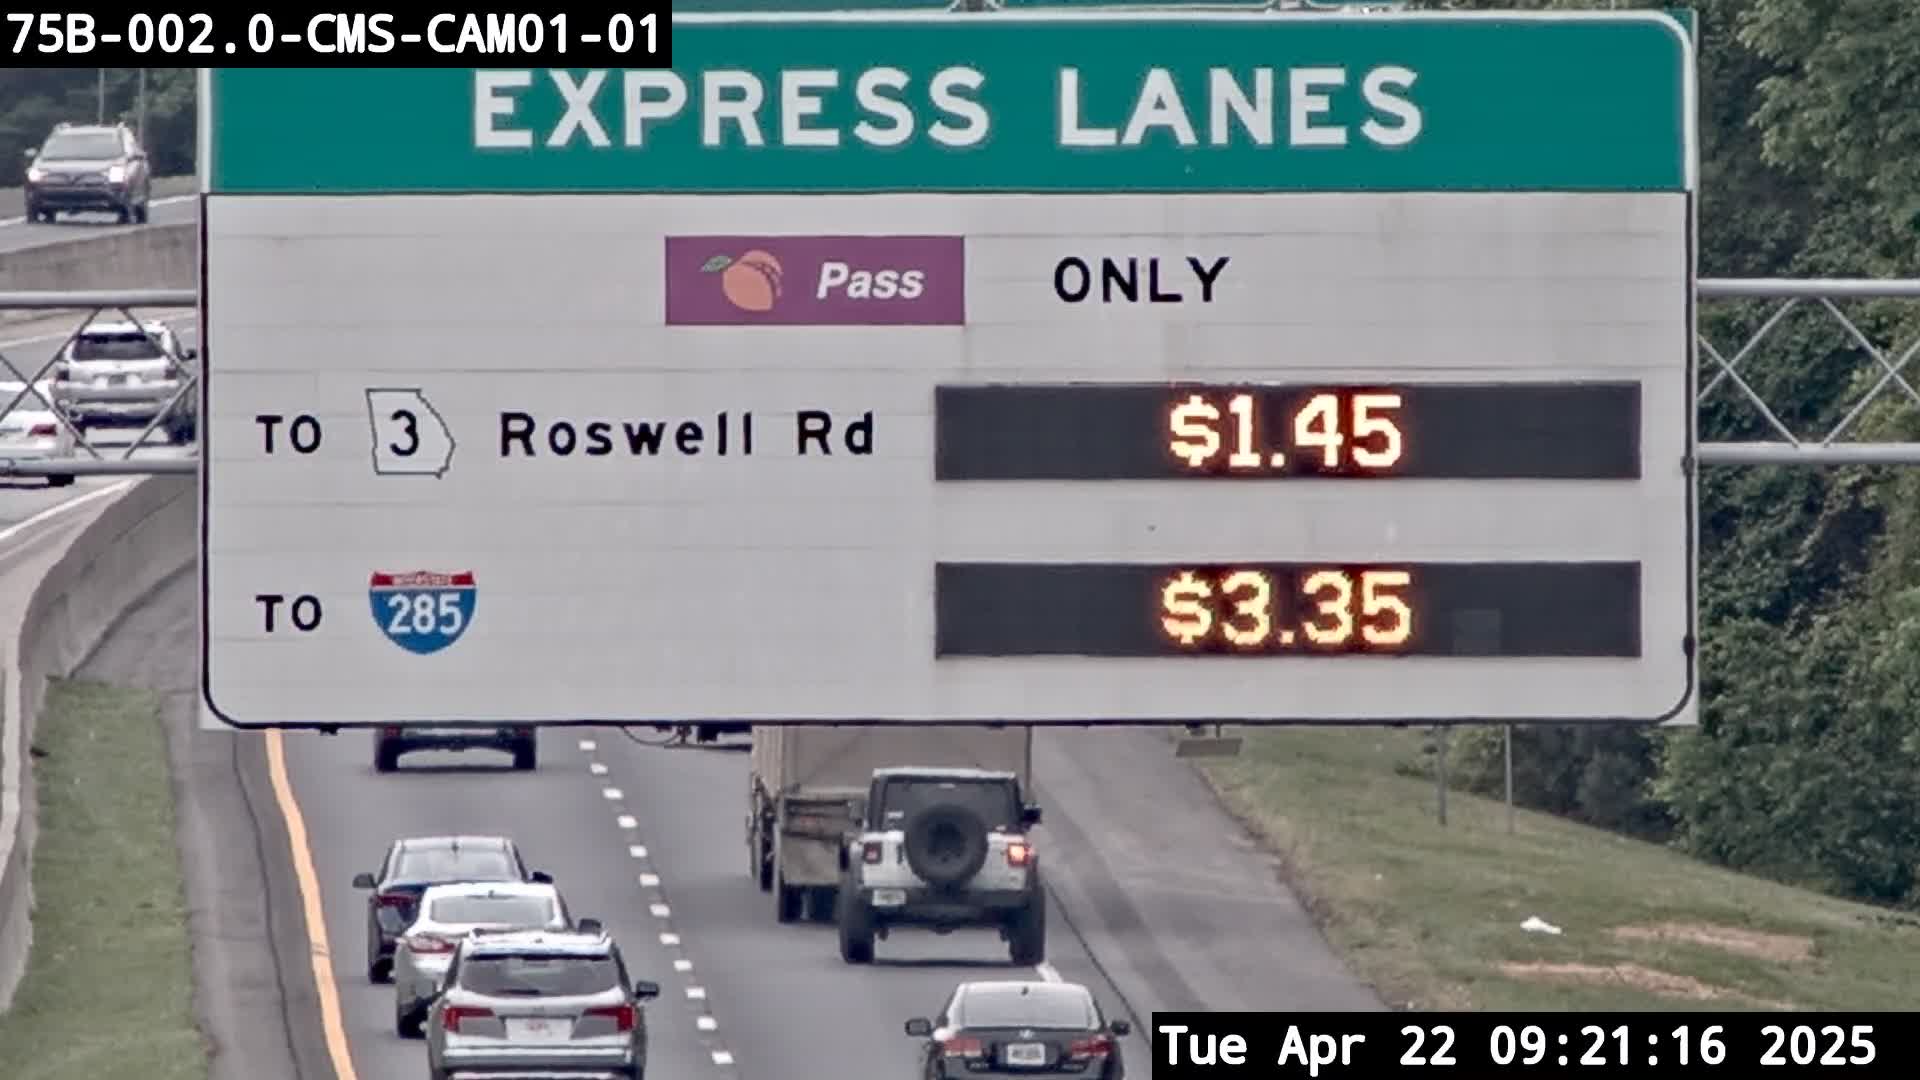 75B-002.0-CMS-CAM01-01
EXPRESS LANES
Pass ONLY
TO 3 Roswell Rd $1.45
INTERSTATE
TO 285 $3.35
Tue Apr 22 09:21:16 2025